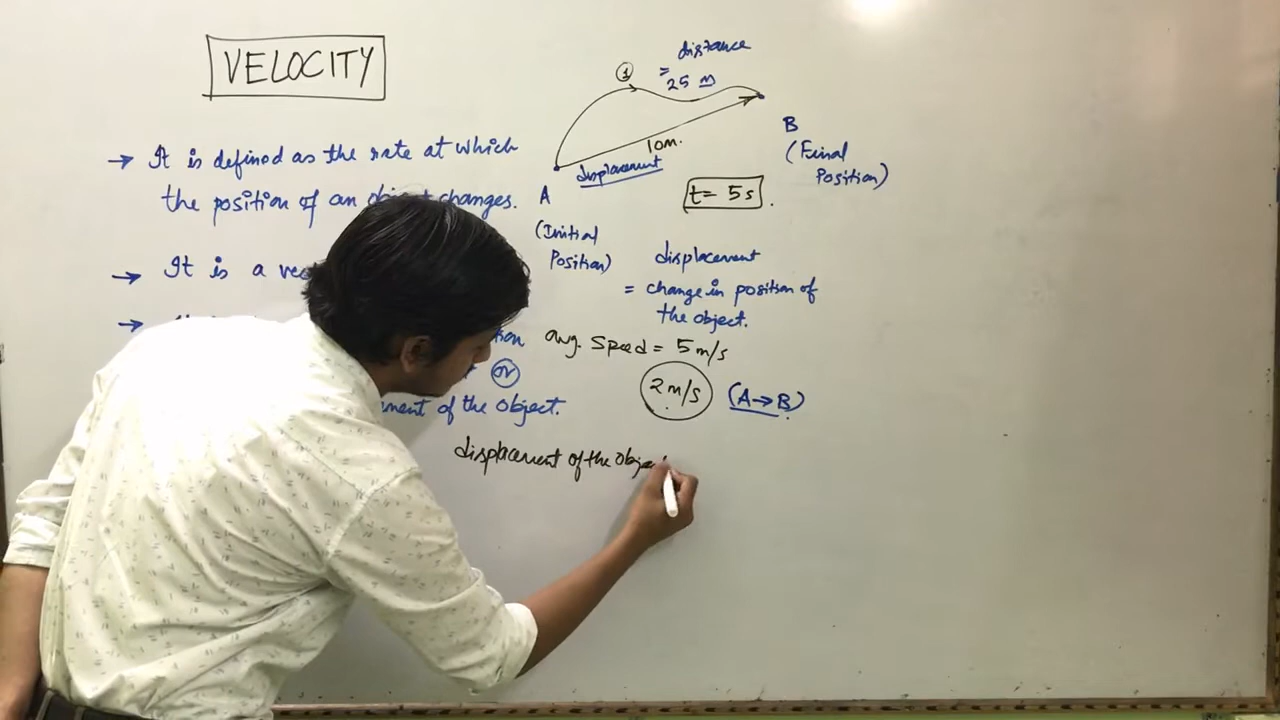 VELOCITY
→ It is defined as the rate at which
the position of an object changes.
→ It is a
→
or
of the object.
①
distance
= 25 m
10m.
displacement
A
(Initial
Position)
B
(Final
Position)
t = 5s.
displacement
= change in position of
the object.
avg. speed = 5 m/s
2 m/s (A→B)
displacement of the